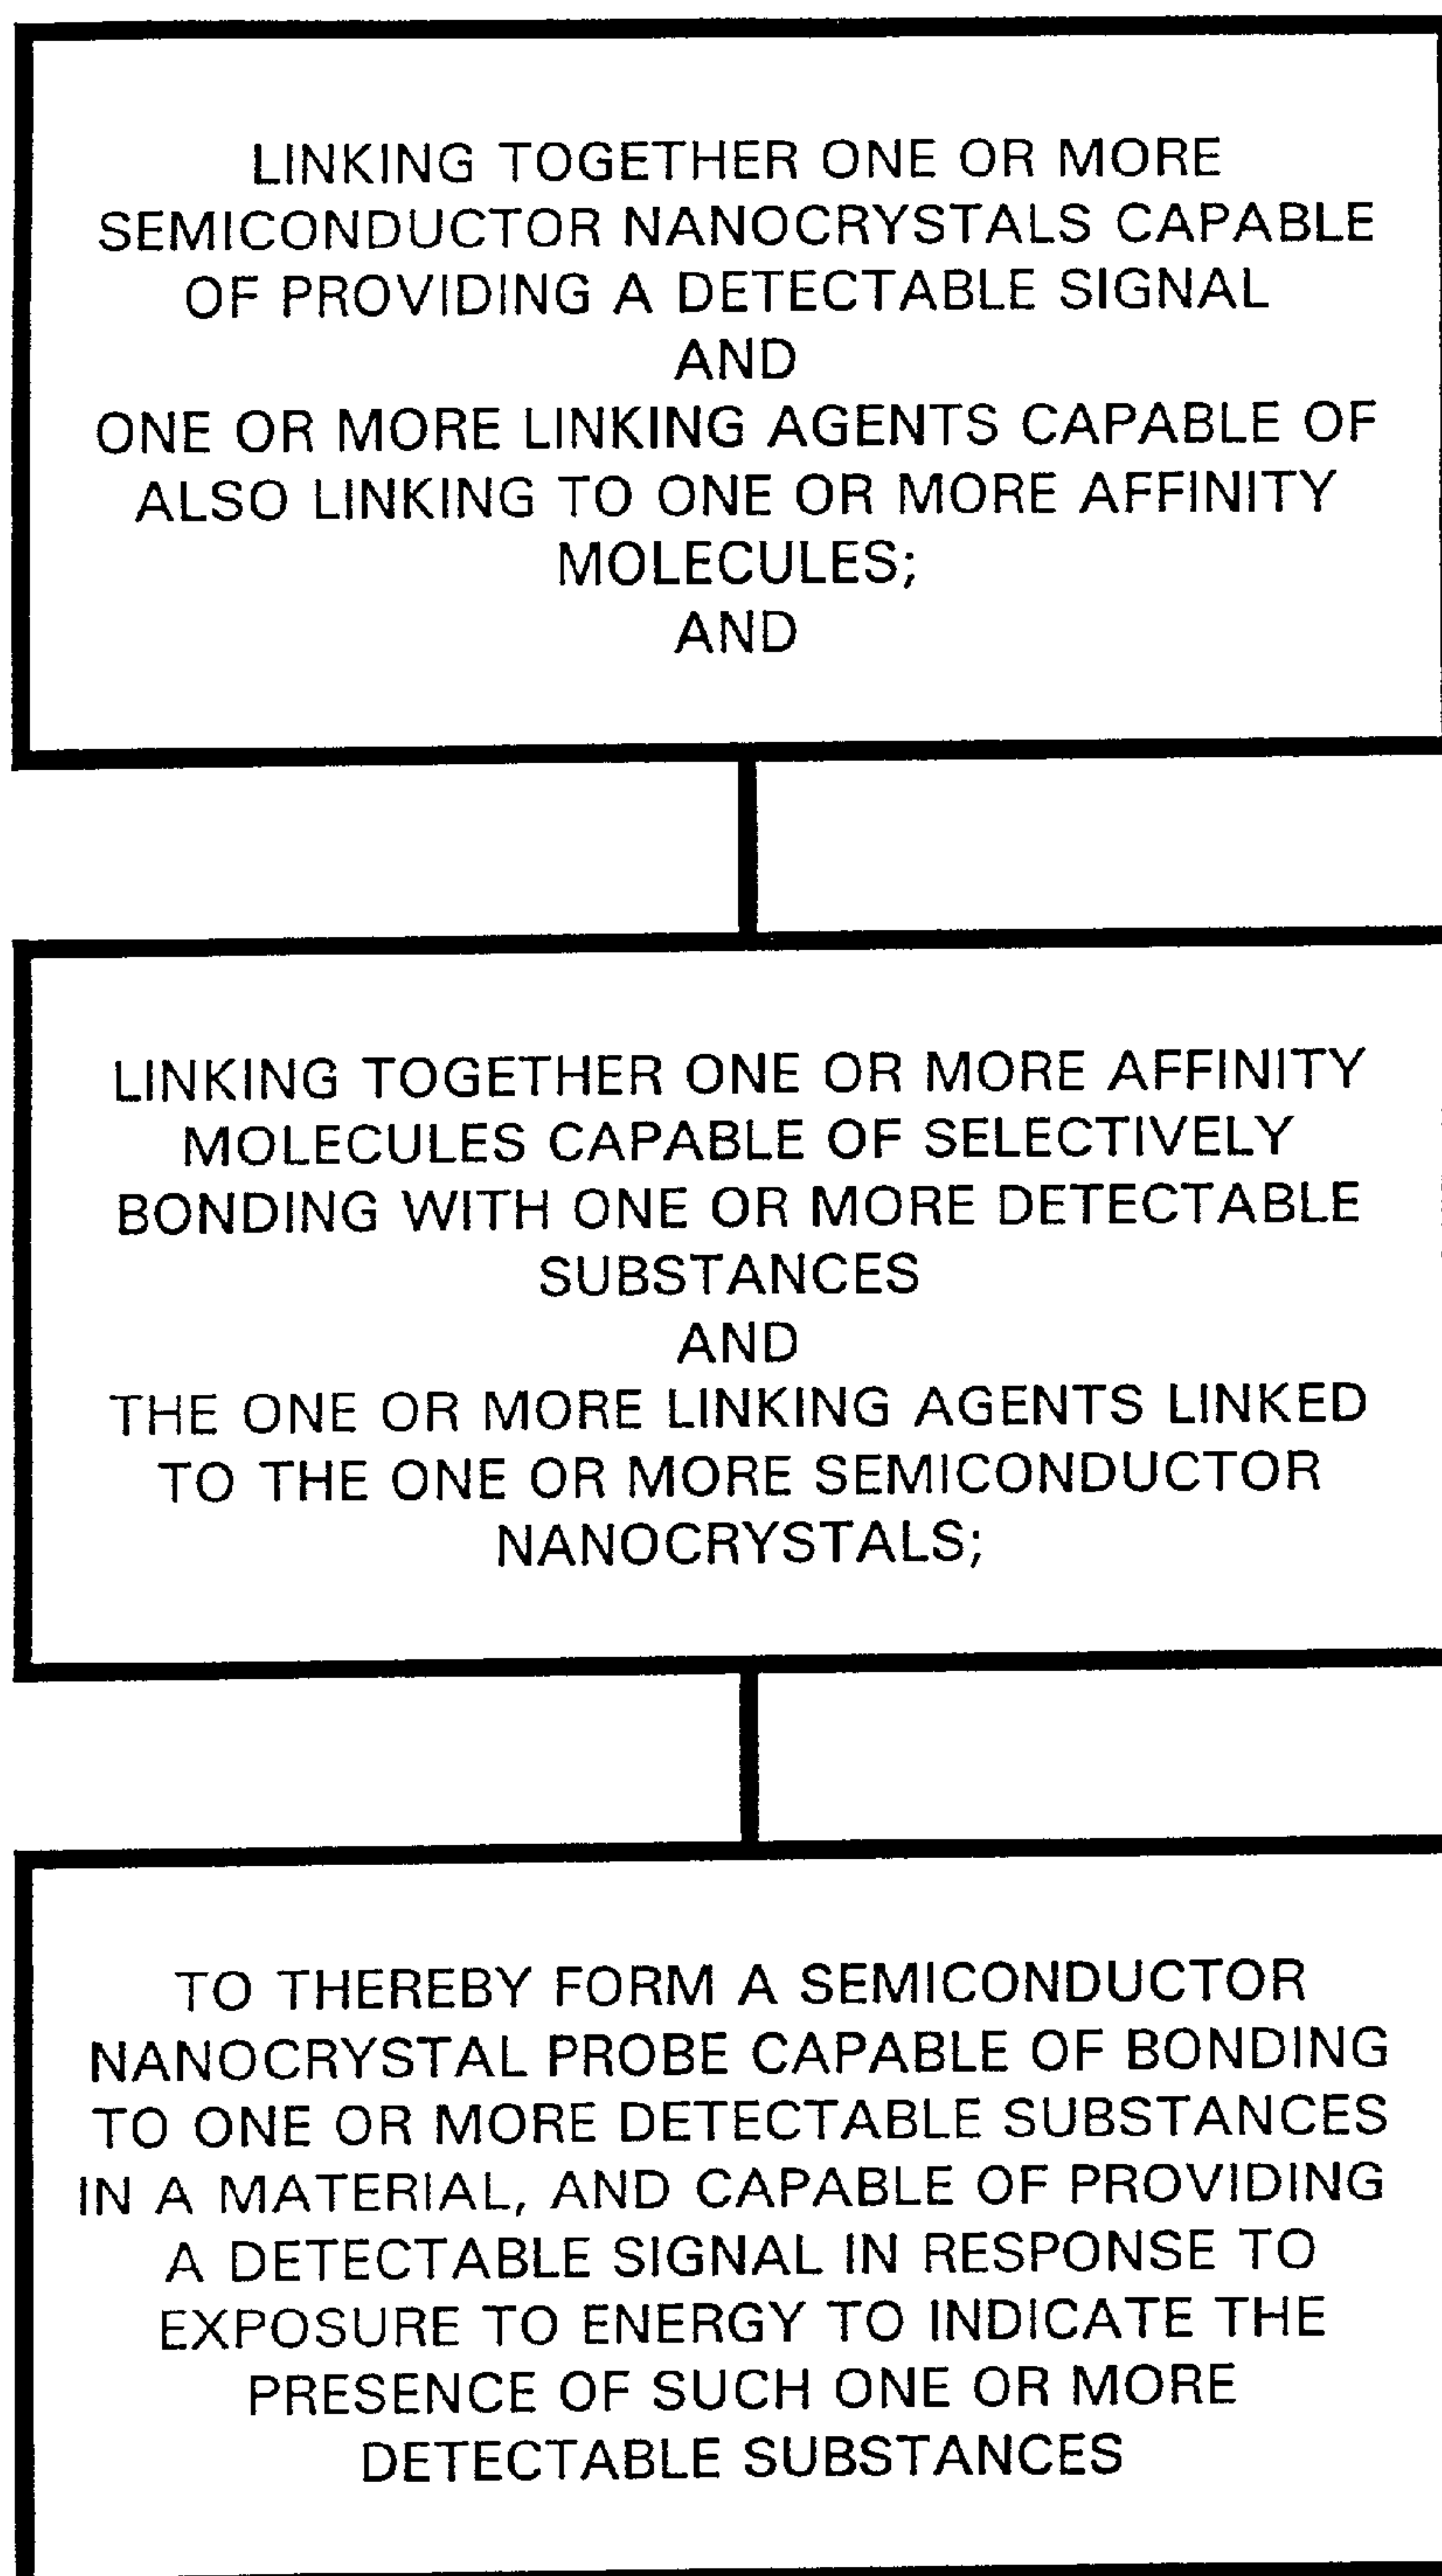 LINKING TOGETHER ONE OR MORE
SEMICONDUCTOR NANOCRYSTALS CAPABLE
OF PROVIDING A DETECTABLE SIGNAL
AND
ONE OR MORE LINKING AGENTS CAPABLE OF
ALSO LINKING TO ONE OR MORE AFFINITY
MOLECULES;
AND
LINKING TOGETHER ONE OR MORE AFFINITY
MOLECULES CAPABLE OF SELECTIVELY
BONDING WITH ONE OR MORE DETECTABLE
SUBSTANCES
AND
THE ONE OR MORE LINKING AGENTS LINKED
TO THE ONE OR MORE SEMICONDUCTOR
NANOCRYSTALS;
TO THEREBY FORM A SEMICONDUCTOR
NANOCRYSTAL PROBE CAPABLE OF BONDING
TO ONE OR MORE DETECTABLE SUBSTANCES
IN A MATERIAL, AND CAPABLE OF PROVIDING
A DETECTABLE SIGNAL IN RESPONSE TO
EXPOSURE TO ENERGY TO INDICATE THE
PRESENCE OF SUCH ONE OR MORE
DETECTABLE SUBSTANCES